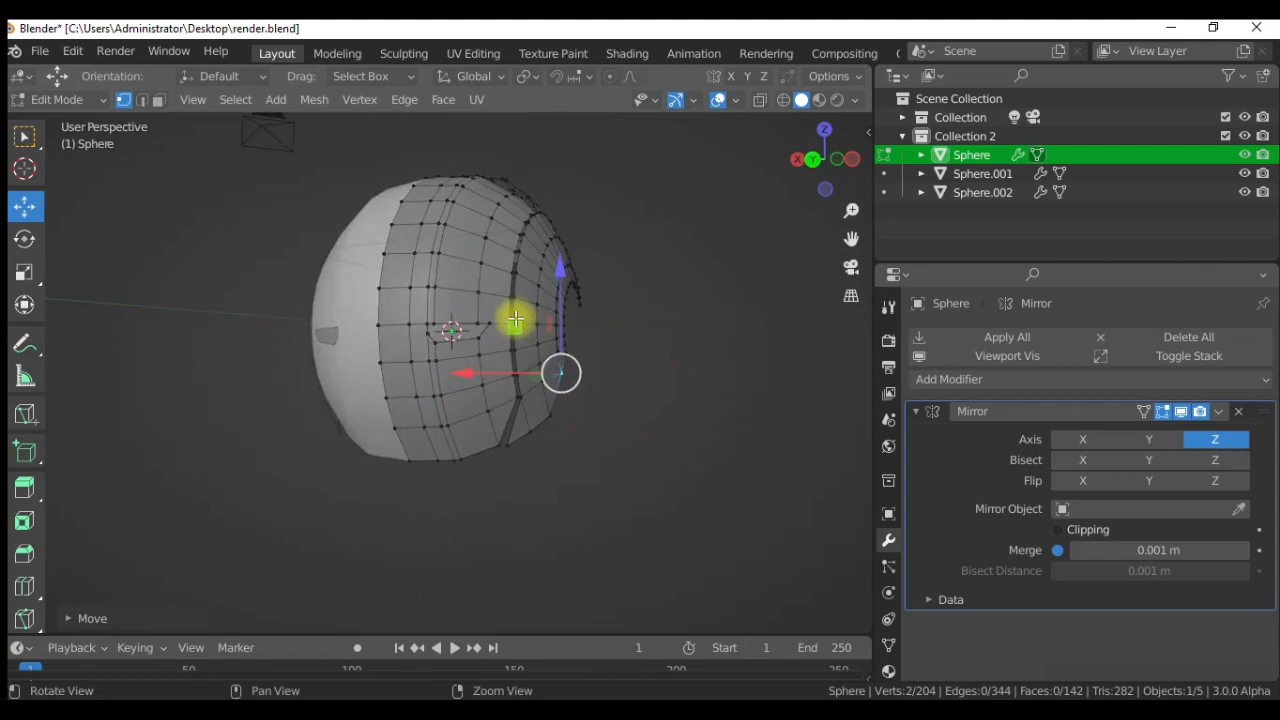 Blender* [C:\Users\Administrator\Desktop\render.blend]
File Edit Render Window Help Layout Modeling Sculpting UV Editing Texture Paint Shading Animation Rendering Compositing Scene View Layer
Orientation: Default Drag: Select Box Global X Y Z Options
Edit Mode View Select Add Mesh Vertex Edge Face UV
User Perspective
(1) Sphere
Z
X
Y
Move
Scene Collection
Collection
Collection 2
Sphere
Sphere.001
Sphere.002
Sphere Mirror
Apply All Delete All
Viewport Vis Toggle Stack
Add Modifier
Mirror
Axis X Y Z
Bisect X Y Z
Flip X Y Z
Mirror Object
Clipping
Merge 0.001 m
Bisect Distance 0.001 m
Data
Playback Keying View Marker 1 Start 1 End 250
1 50 100 150 200 250
Rotate View Pan View Zoom View Sphere | Verts:2/204 | Edges:0/344 | Faces:0/142 | Tris:282 | Objects:1/5 | 3.0.0 Alpha